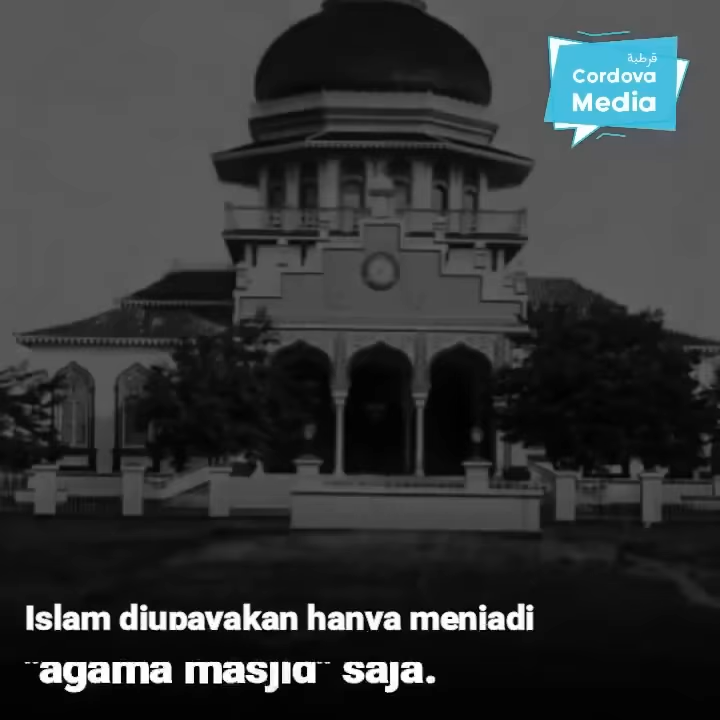 قرطبة
Cordova
Media
Islam diupayakan hanya menjadi
"agama masjid" saja.